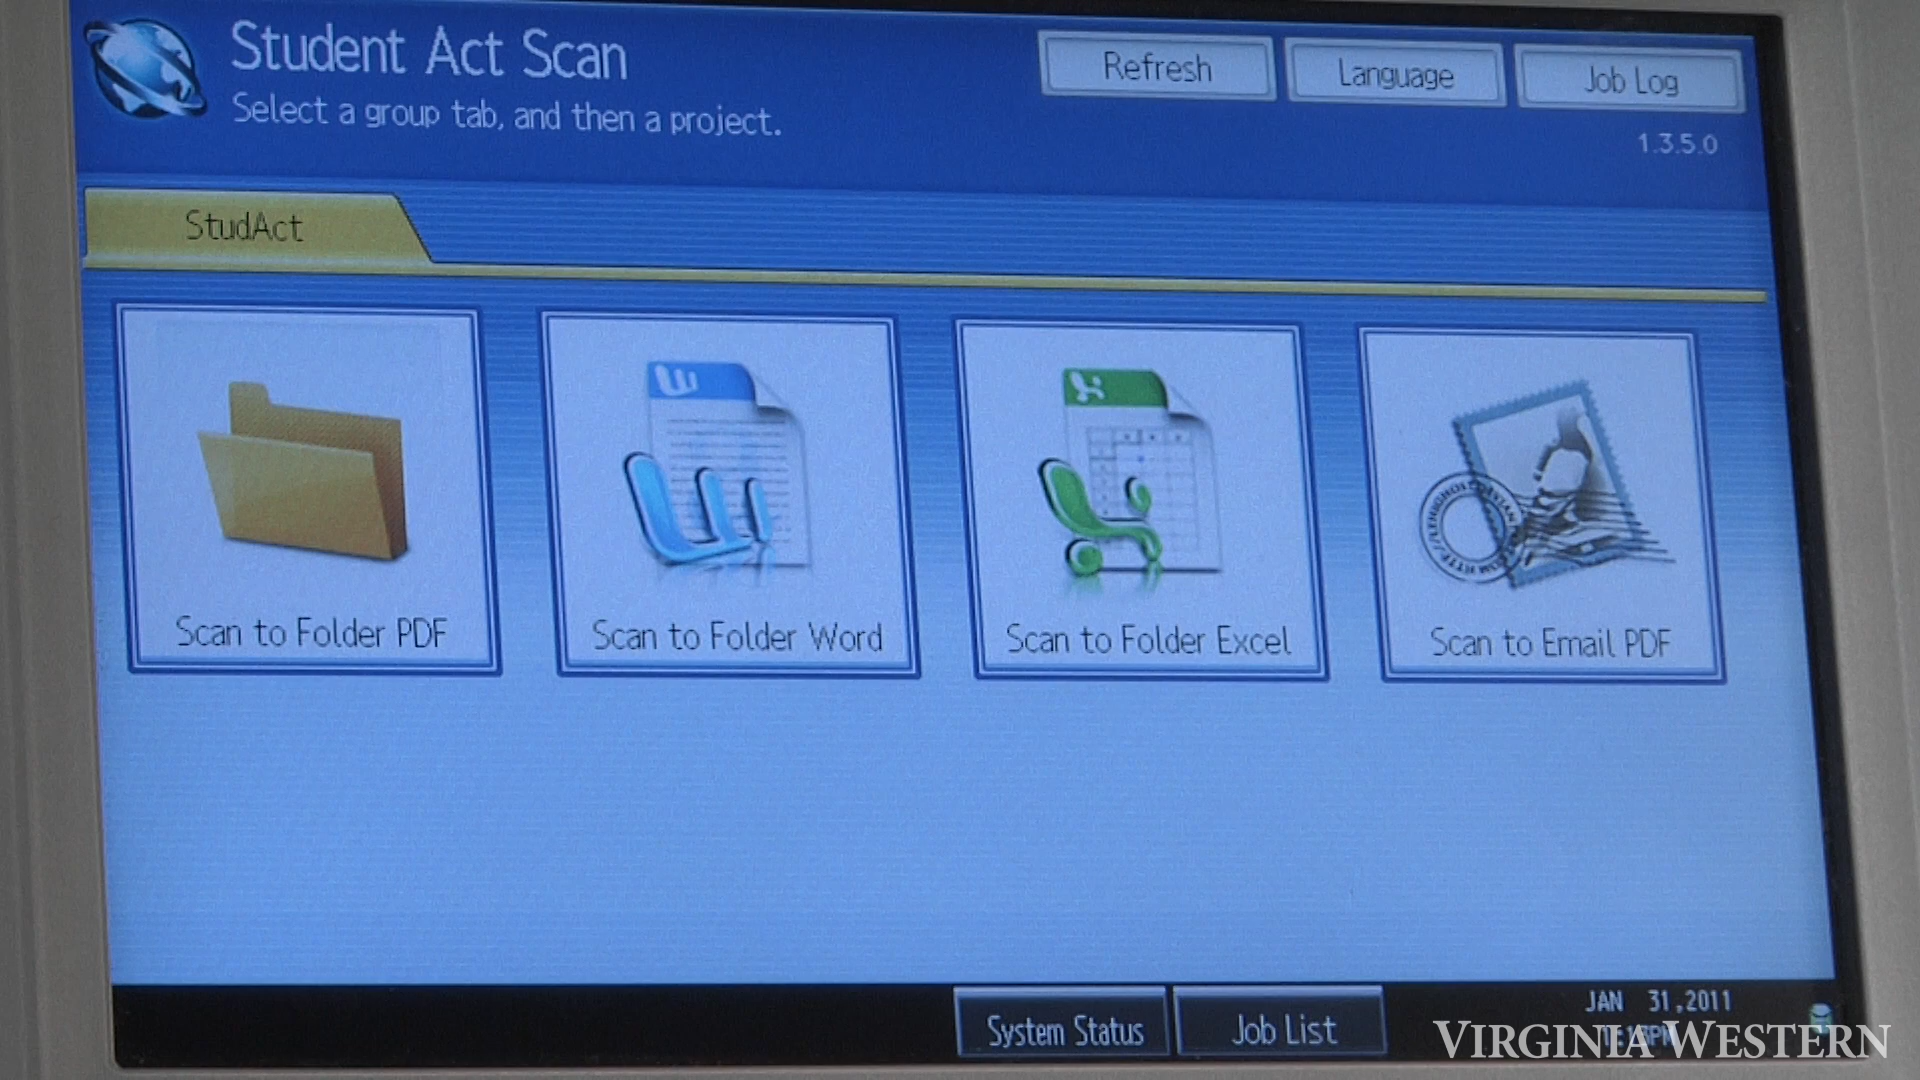 Student Act Scan
Select a group tab, and then a project.
Refresh
Language
Job Log
1.3.5.0
StudAct
Scan to Folder PDF
Scan to Folder Word
Scan to Folder Excel
Scan to Email PDF
System Status
Job List
JAN 31,2011
VIRGINIA WESTERN